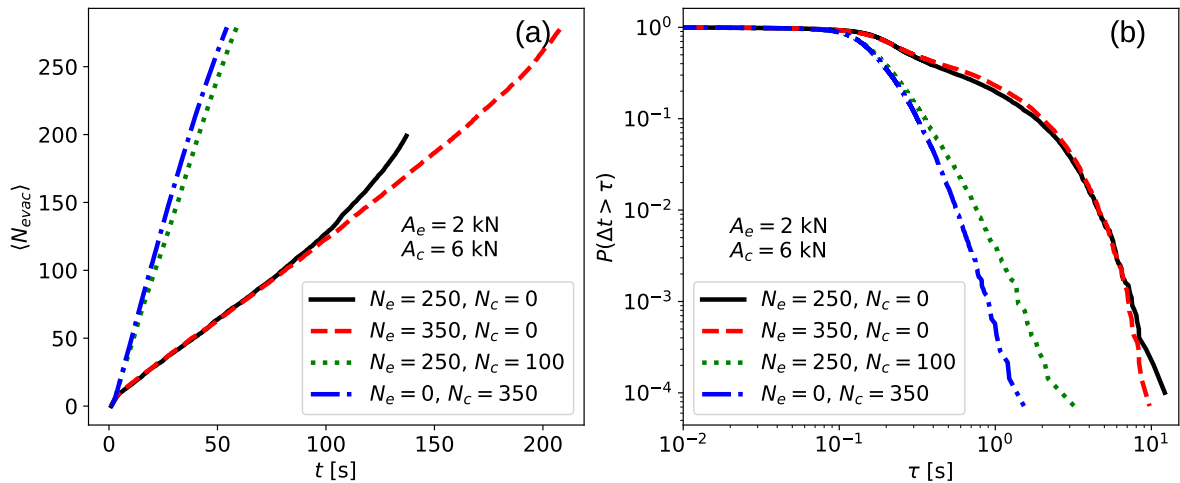 (a)
⟨N_evac⟩
250
200
150
100
50
0
A_e = 2 kN
A_c = 6 kN
N_e = 250, N_c = 0
N_e = 350, N_c = 0
N_e = 250, N_c = 100
N_e = 0, N_c = 350
0 50 100 150 200
t [s]
(b)
P(Δt > τ)
10^0
10^-1
10^-2
10^-3
10^-4
A_e = 2 kN
A_c = 6 kN
N_e = 250, N_c = 0
N_e = 350, N_c = 0
N_e = 250, N_c = 100
N_e = 0, N_c = 350
10^-2 10^-1 10^0 10^1
τ [s]